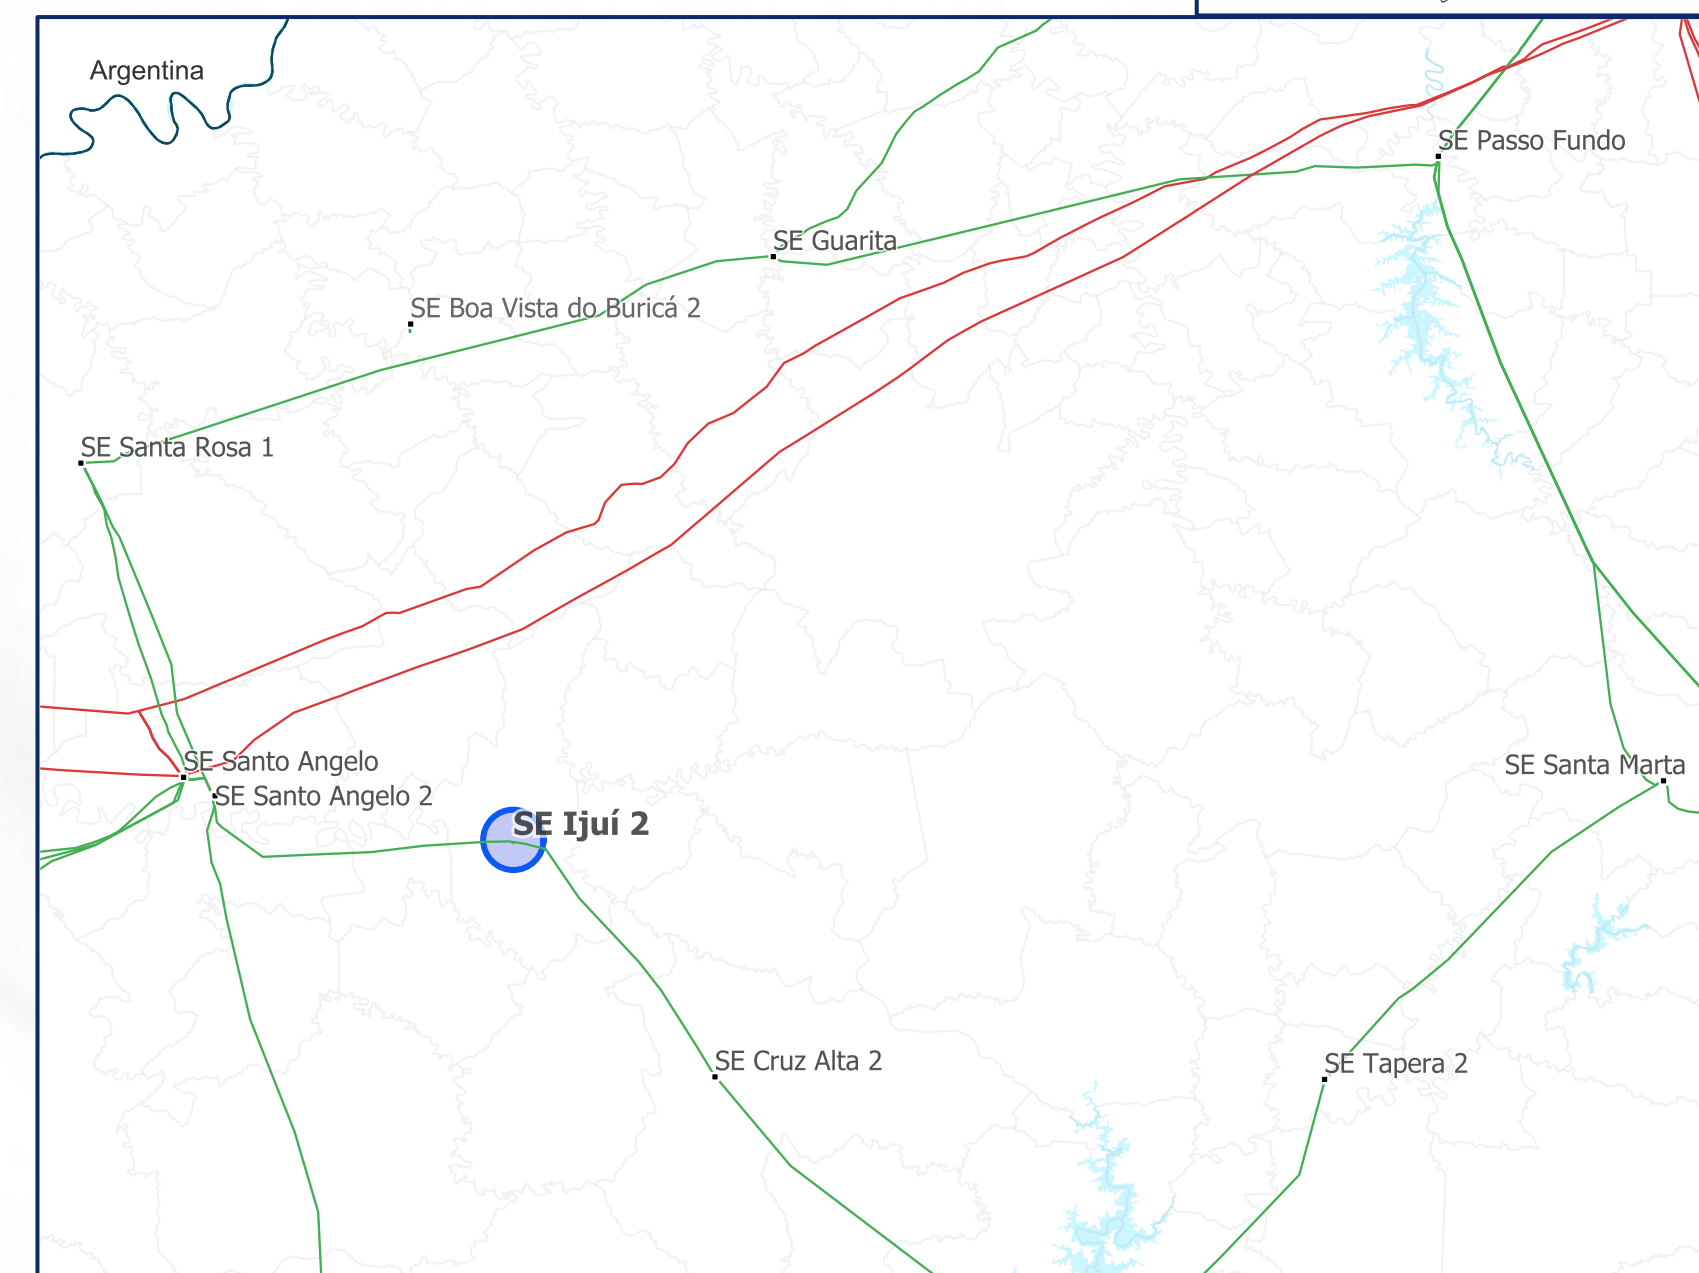 Argentina
SE Passo Fundo
SE Guarita
SE Boa Vista do Buricá 2
SE Santa Rosa 1
SE Santo Angelo
SE Santa Marta
SE Santo Angelo 2
SE Ijuí 2
SE Cruz Alta 2
SE Tapera 2